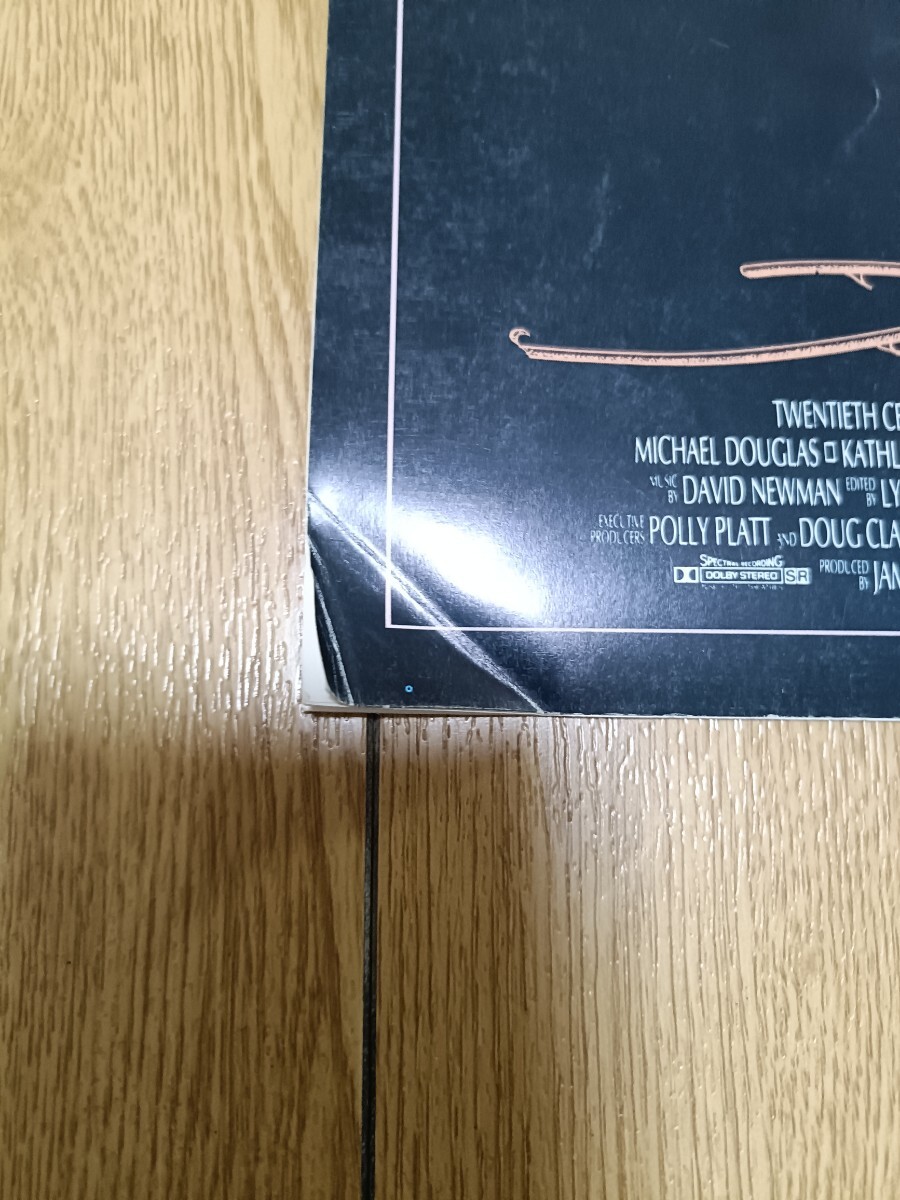 TWENTIETH CE
MICHAEL DOUGLAS KATHL
MUSIC BY DAVID NEWMAN EDITED BY LY
EXECUTIVE PRODUCERS POLLY PLATT AND DOUG CLA
SPECTRAL RECORDING
DOLBY STEREO SR
PRODUCED BY JAM